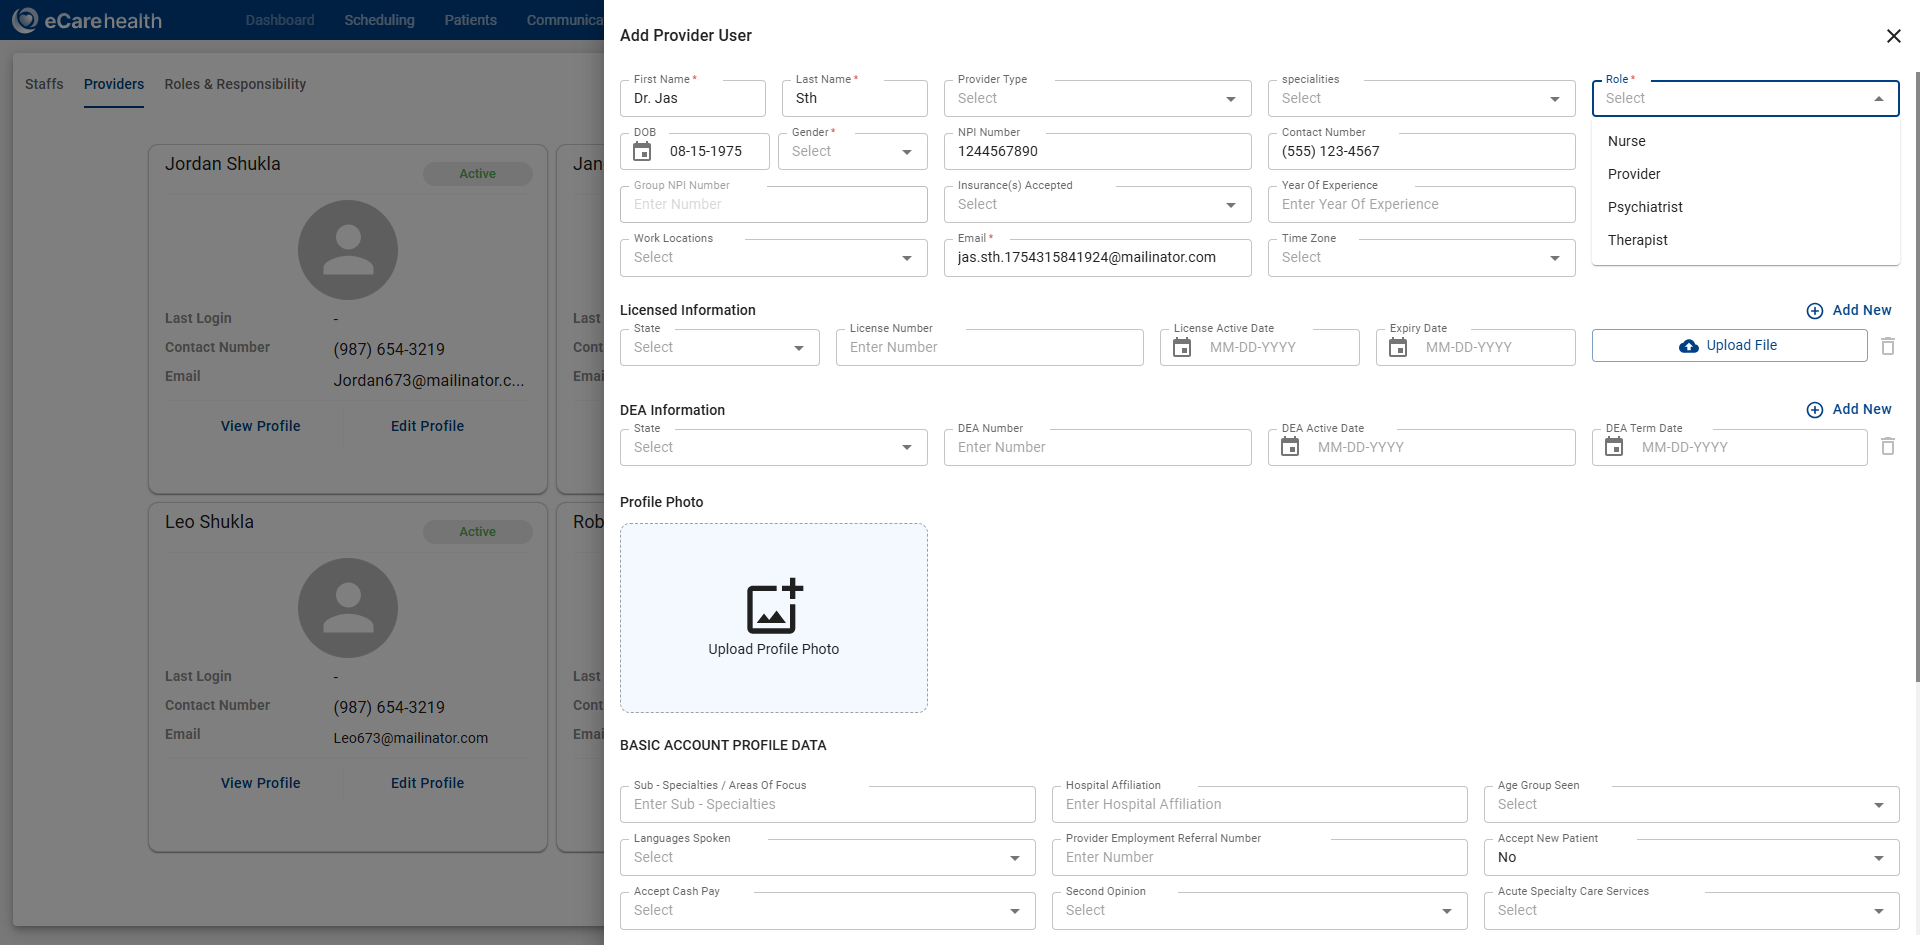 eCarehealth
Dashboard Scheduling Patients Communica
Staffs Providers Roles & Responsibility
Jordan Shukla
Active
Last Login -
Contact Number (987) 654-3219
Email Jordan673@mailinator.c...
View Profile Edit Profile
Jan
Last
Cont
Emai
Leo Shukla
Active
Last Login -
Contact Number (987) 654-3219
Email Leo673@mailinator.com
View Profile Edit Profile
Rob
Last
Cont
Emai
Add Provider User
First Name * Last Name * Provider Type specialities Role *
Dr. Jas Sth Select Select Select
Nurse
Provider
Psychiatrist
Therapist
DOB Gender * NPI Number Contact Number
08-15-1975 Select 1244567890 (555) 123-4567
Group NPI Number Insurance(s) Accepted Year Of Experience
Enter Number Select Enter Year Of Experience
Work Locations Email * Time Zone
Select jas.sth.1754315841924@mailinator.com Select
Licensed Information Add New
State License Number License Active Date Expiry Date
Select Enter Number MM-DD-YYYY MM-DD-YYYY Upload File
DEA Information Add New
State DEA Number DEA Active Date DEA Term Date
Select Enter Number MM-DD-YYYY MM-DD-YYYY
Profile Photo
Upload Profile Photo
BASIC ACCOUNT PROFILE DATA
Sub - Specialties / Areas Of Focus Hospital Affiliation Age Group Seen
Enter Sub - Specialties Enter Hospital Affiliation Select
Languages Spoken Provider Employment Referral Number Accept New Patient
Select Enter Number No
Accept Cash Pay Second Opinion Acute Specialty Care Services
Select Select Select